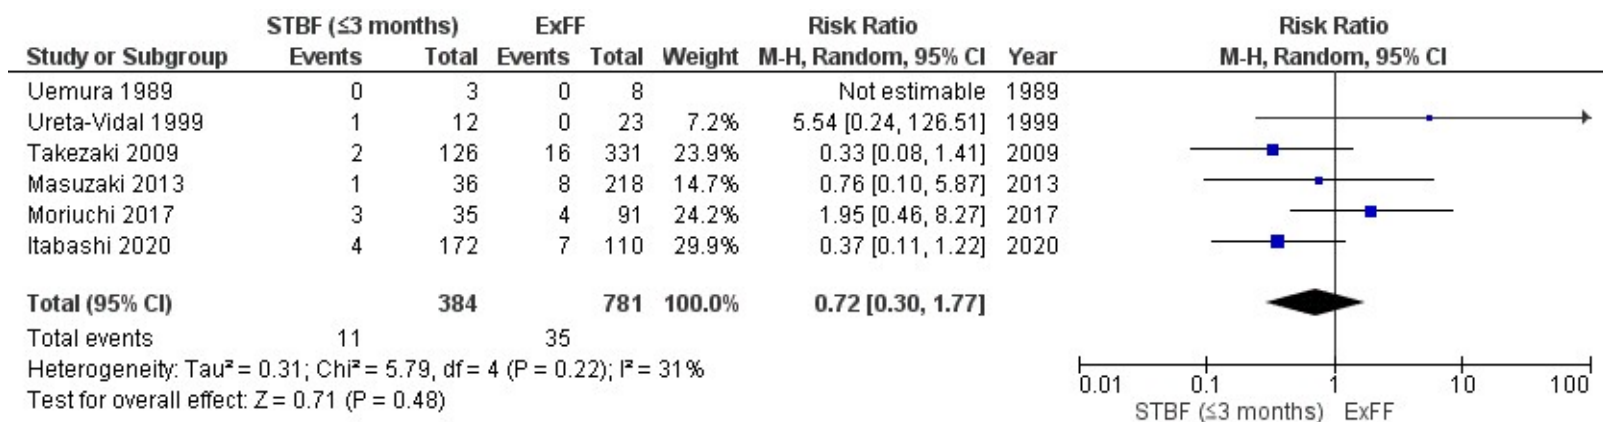 STBF (≤3 months) ExFF Risk Ratio Risk Ratio
Study or Subgroup Events Total Events Total Weight M-H, Random, 95% CI Year M-H, Random, 95% CI
Uemura 1989 0 3 0 8 Not estimable 1989
Ureta-Vidal 1999 1 12 0 23 7.2% 5.54 [0.24, 126.51] 1999
Takezaki 2009 2 126 16 331 23.9% 0.33 [0.08, 1.41] 2009
Masuzaki 2013 1 36 8 218 14.7% 0.76 [0.10, 5.87] 2013
Moriuchi 2017 3 35 4 91 24.2% 1.95 [0.46, 8.27] 2017
Itabashi 2020 4 172 7 110 29.9% 0.37 [0.11, 1.22] 2020
Total (95% CI) 384 781 100.0% 0.72 [0.30, 1.77]
Total events 11 35
Heterogeneity: Tau² = 0.31; Chi² = 5.79, df = 4 (P = 0.22); I² = 31%
Test for overall effect: Z = 0.71 (P = 0.48)
0.01 0.1 1 10 100
STBF (≤3 months) ExFF